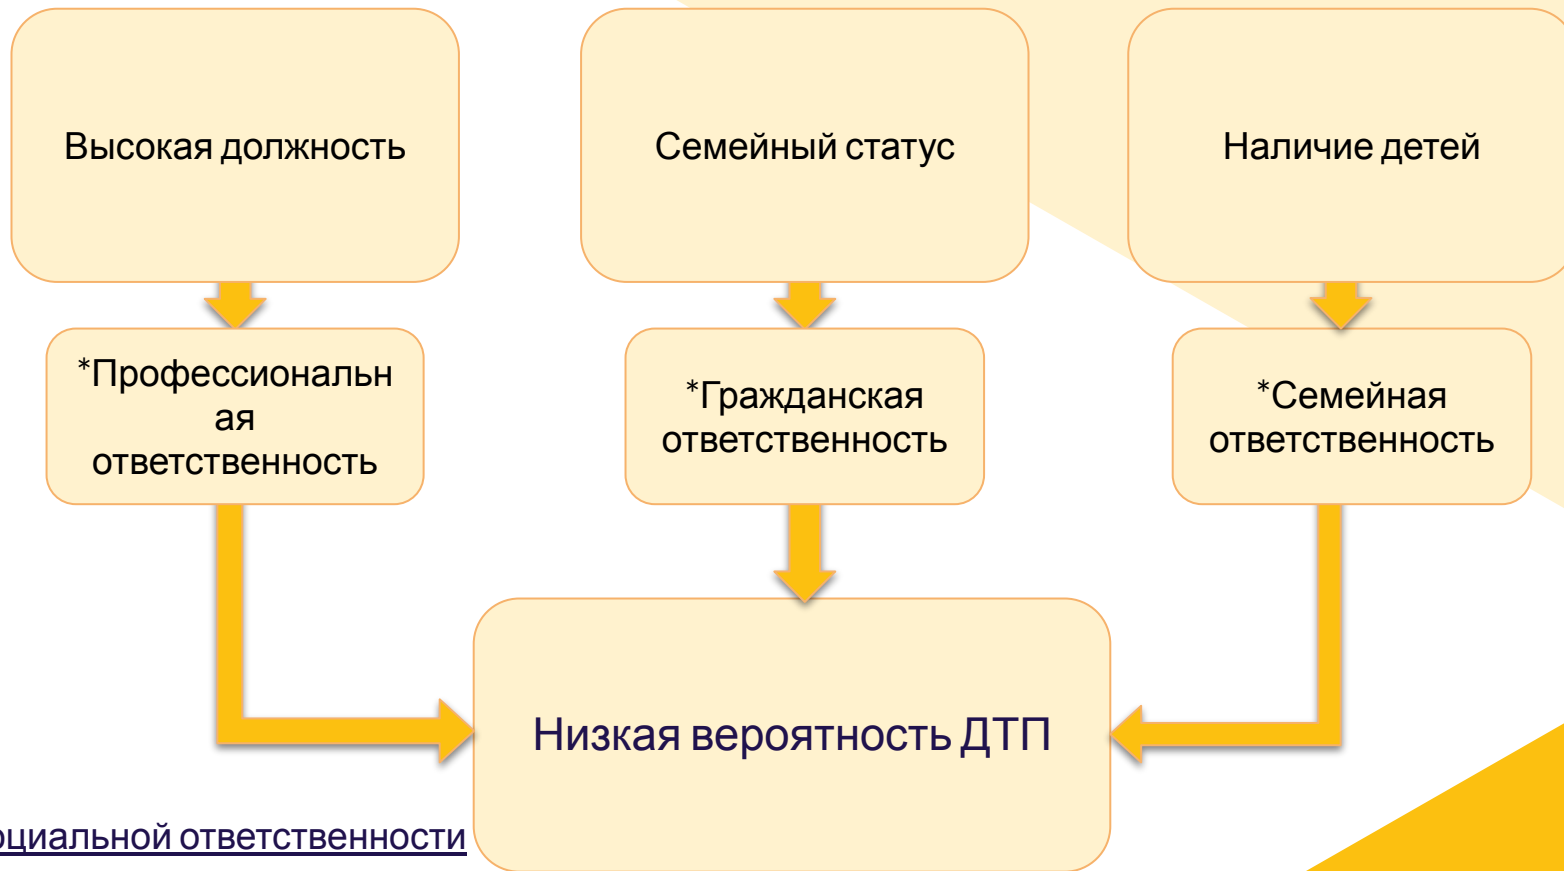 Высокая должность
Семейный статус
Наличие детей
*Профессиональн
ая
ответственность
*Гражданская
ответственность
*Семейная
ответственность
Низкая вероятность ДТП
оциальной ответственности